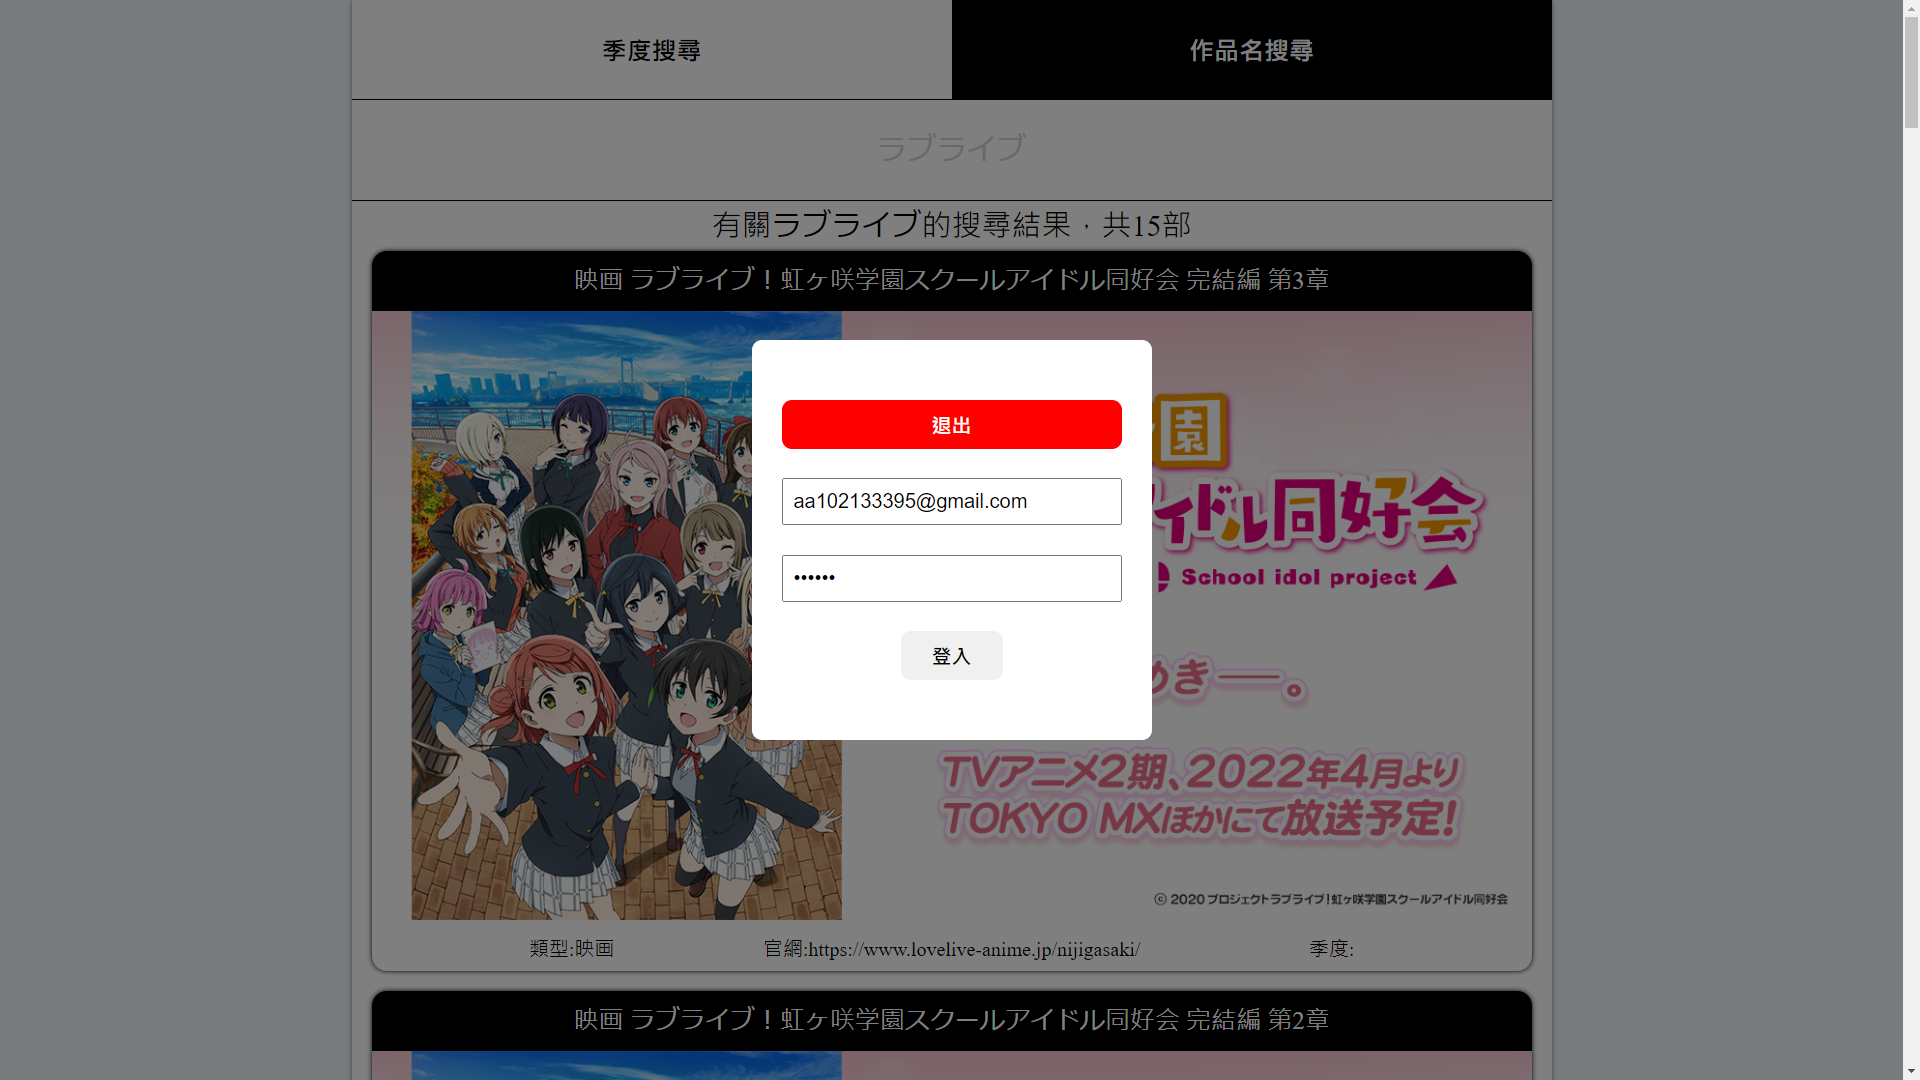 季度搜尋
作品名搜尋
ラブライブ
有關ラブライブ的搜尋結果，共15部
映画 ラブライブ！虹ヶ咲学園スクールアイドル同好会 完結編 第3章
退出
aa102133395@gmail.com
••••••
登入
園
イドル同好会
School idol project
めき——。
TVアニメ2期、2022年4月より
TOKYO MXほかにて放送予定!
© 2020 プロジェクトラブライブ!虹ヶ咲学園スクールアイドル同好会
類型:映画
官網:https://www.lovelive-anime.jp/nijigasaki/
季度:
映画 ラブライブ！虹ヶ咲学園スクールアイドル同好会 完結編 第2章